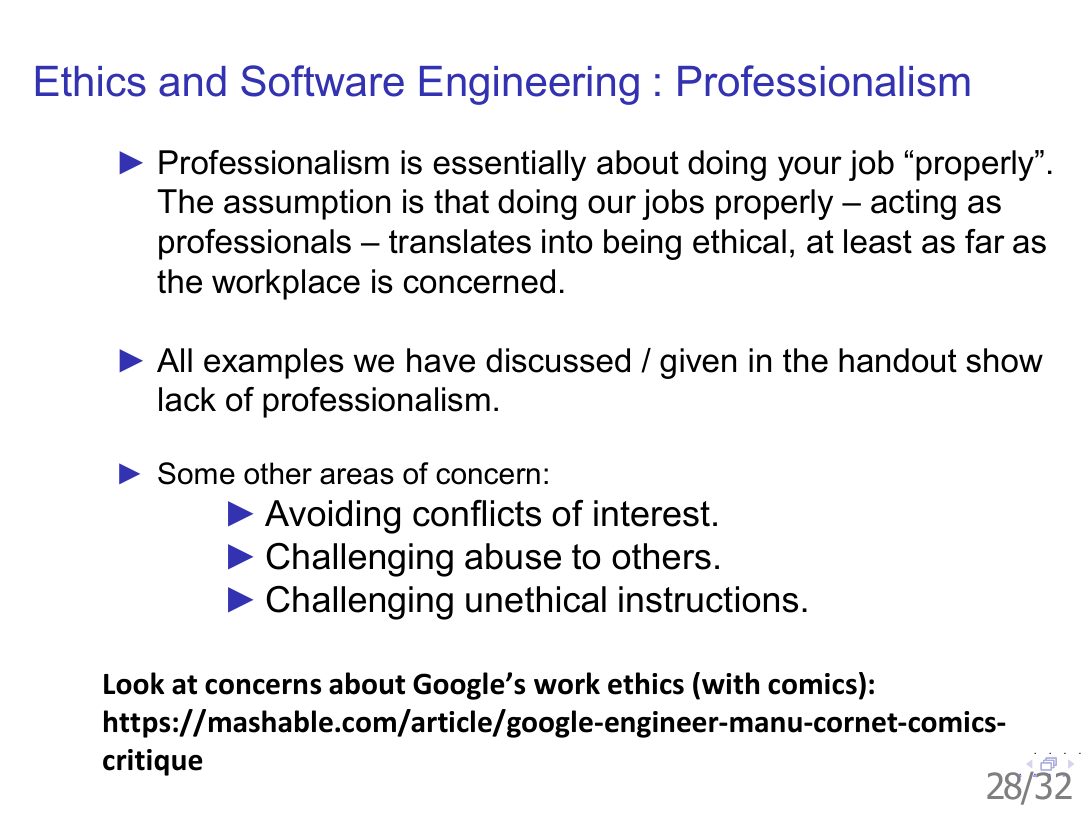 Ethics and Software Engineering : Professionalism
► Professionalism is essentially about doing your job “properly”.
The assumption is that doing our jobs properly – acting as
professionals – translates into being ethical, at least as far as
the workplace is concerned.
► All examples we have discussed / given in the handout show
lack of professionalism.
► Some other areas of concern:
► Avoiding conflicts of interest.
► Challenging abuse to others.
► Challenging unethical instructions.
Look at concerns about Google’s work ethics (with comics):
https://mashable.com/article/google-engineer-manu-cornet-comics-
critique
28/32